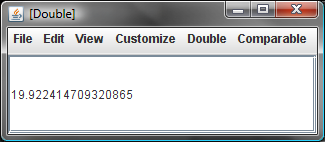 [Double]
File Edit View Customize Double Comparable
19.922414709320865